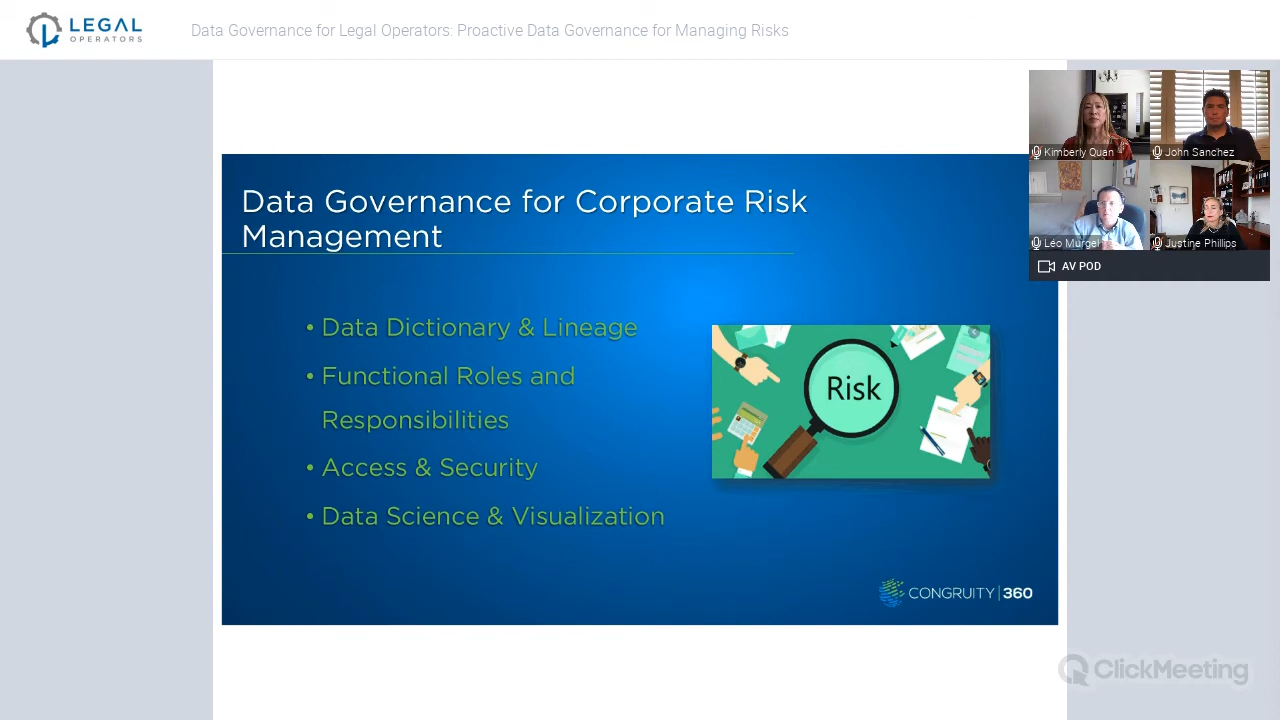 LEGAL
OPERATORS
Data Governance for Legal Operators: Proactive Data Governance for Managing Risks
Kimberly Quan
John Sanchez
Léo Murgel
Justine Phillips
AV POD
Data Governance for Corporate Risk
Management
• Data Dictionary & Lineage
• Functional Roles and
Responsibilities
• Access & Security
• Data Science & Visualization
Risk
CONGRUITY|360
ClickMeeting